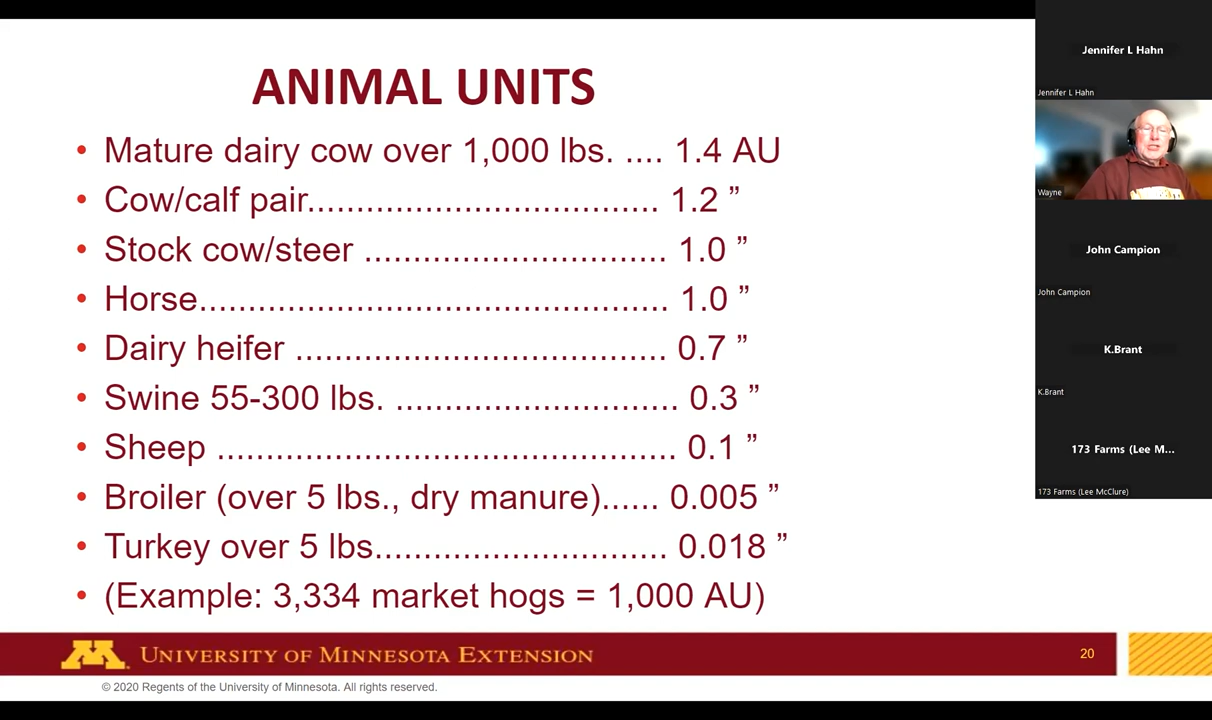 ANIMAL UNITS
• Mature dairy cow over 1,000 lbs. .... 1.4 AU
• Cow/calf pair.................................... 1.2 ”
• Stock cow/steer ............................... 1.0 ”
• Horse................................................ 1.0 ”
• Dairy heifer ...................................... 0.7 ”
• Swine 55-300 lbs. ............................. 0.3 ”
• Sheep ............................................... 0.1 ”
• Broiler (over 5 lbs., dry manure)...... 0.005 ”
• Turkey over 5 lbs.............................. 0.018 ”
• (Example: 3,334 market hogs = 1,000 AU)
M
UNIVERSITY OF MINNESOTA EXTENSION
20
© 2020 Regents of the University of Minnesota. All rights reserved.
Jennifer L Hahn
Jennifer L Hahn
Wayne
John Campion
John Campion
K.Brant
K.Brant
173 Farms (Lee M...
173 Farms (Lee McClure)